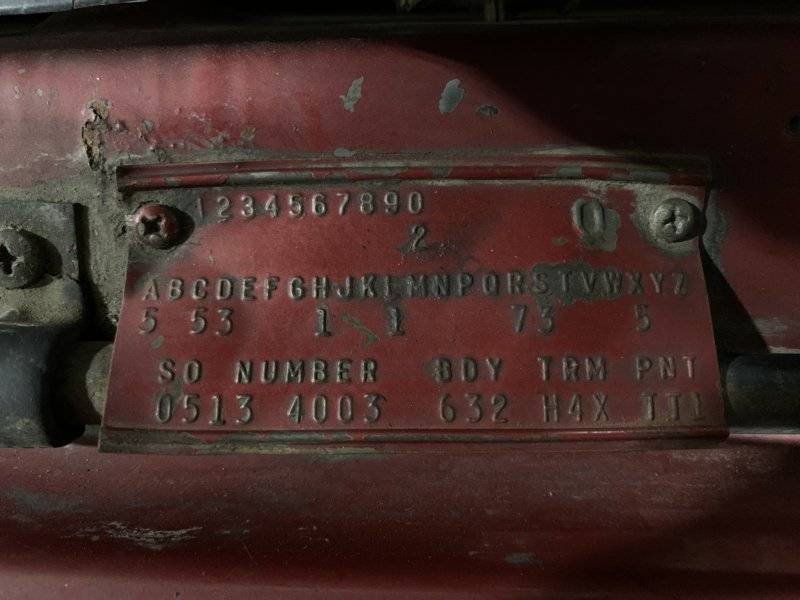 1234567890 Q
2
ABCDEFGHJKLMNPQRSTVWXYZ
5 53 1 1 73 5
SO NUMBER BDY TRM PNT
0513 4003 632 H4X TT1